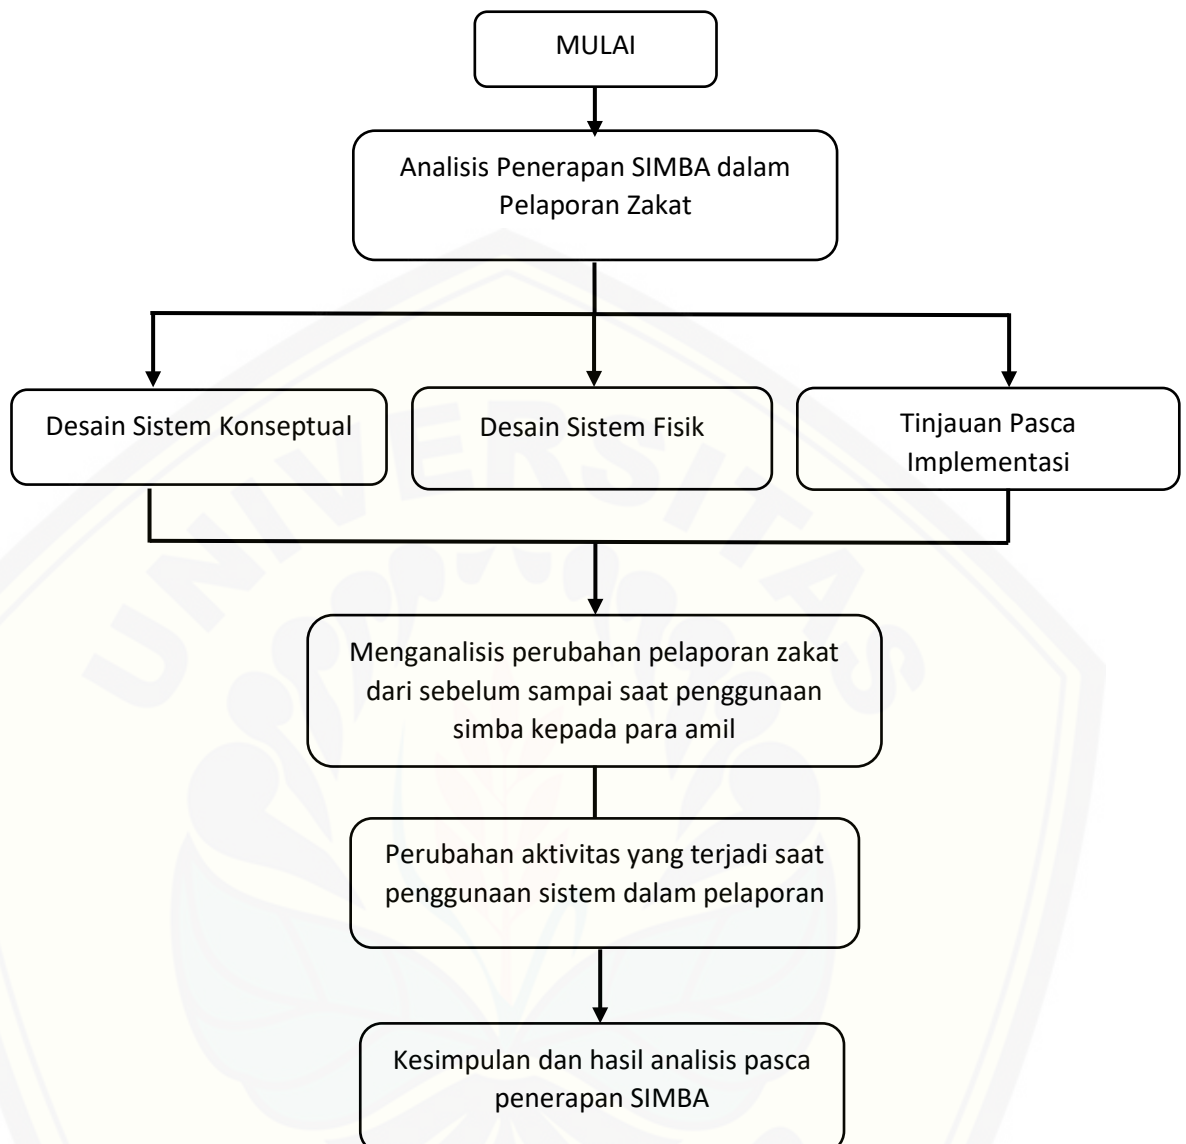 MULAI
Analisis Penerapan SIMBA dalam
Pelaporan Zakat
Desain Sistem Konseptual
Desain Sistem Fisik
Tinjauan Pasca
Implementasi
UNIVERSITAS
Menganalisis perubahan pelaporan zakat
dari sebelum sampai saat penggunaan
simba kepada para amil
Perubahan aktivitas yang terjadi saat
penggunaan sistem dalam pelaporan
Kesimpulan dan hasil analisis pasca
penerapan SIMBA